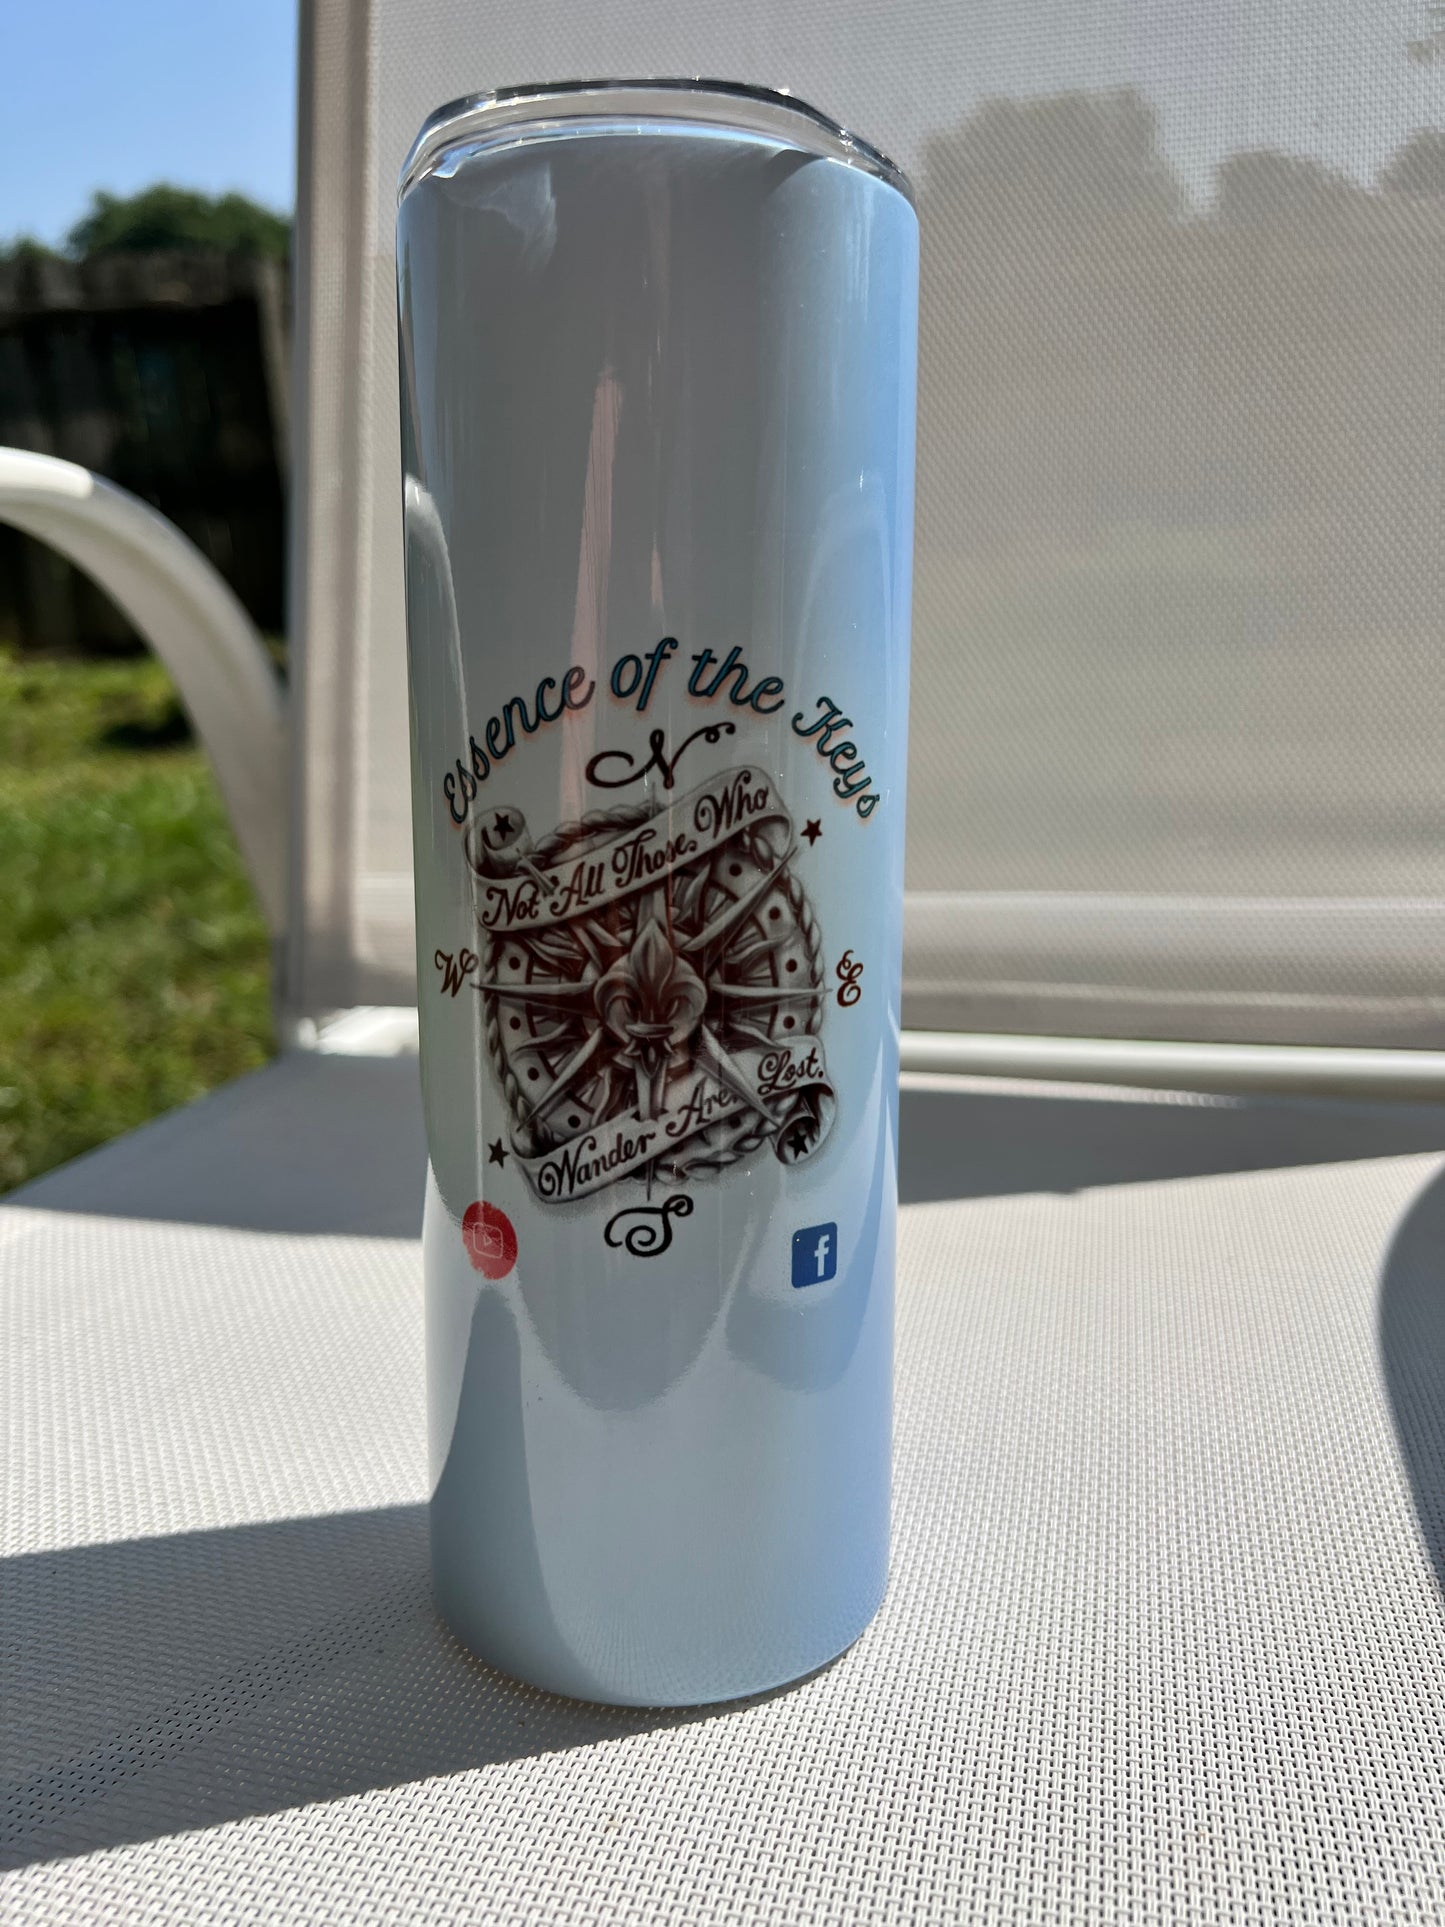 Essence of the Keys
N
Not All Those Who
W
E
Wander Are Lost.
S
f